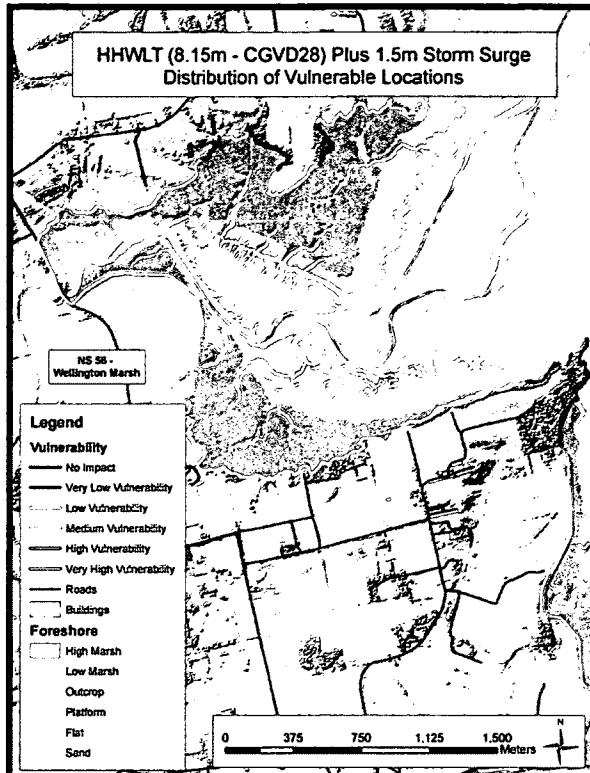 HHWLT (8.15m - CGVD28) Plus 1.5m Storm Surge
Distribution of Vulnerable Locations
NS 56 -
Wellington Marsh
Legend
Vulnerability
No Impact
Very Low Vulnerability
Low Vulnerability
Medium Vulnerability
High Vulnerability
Very High Vulnerability
Roads
Buildings
Foreshore
High Marsh
Low Marsh
Outcrop
Platform
Flat
Sand
0 375 750 1,125 1,500
Meters
N